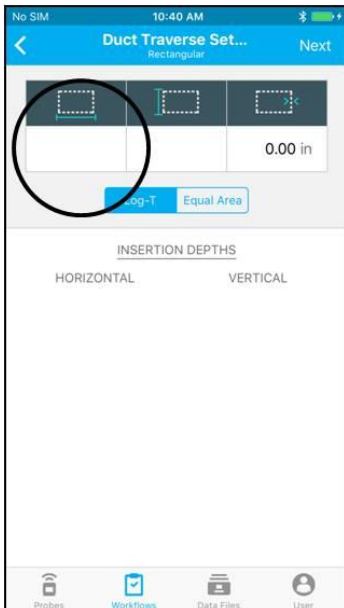 No SIM 10:40 AM
Duct Traverse Set... Next
Rectangular
0.00 in
Log-T Equal Area
INSERTION DEPTHS
HORIZONTAL VERTICAL
Probes Workflows Data Files User